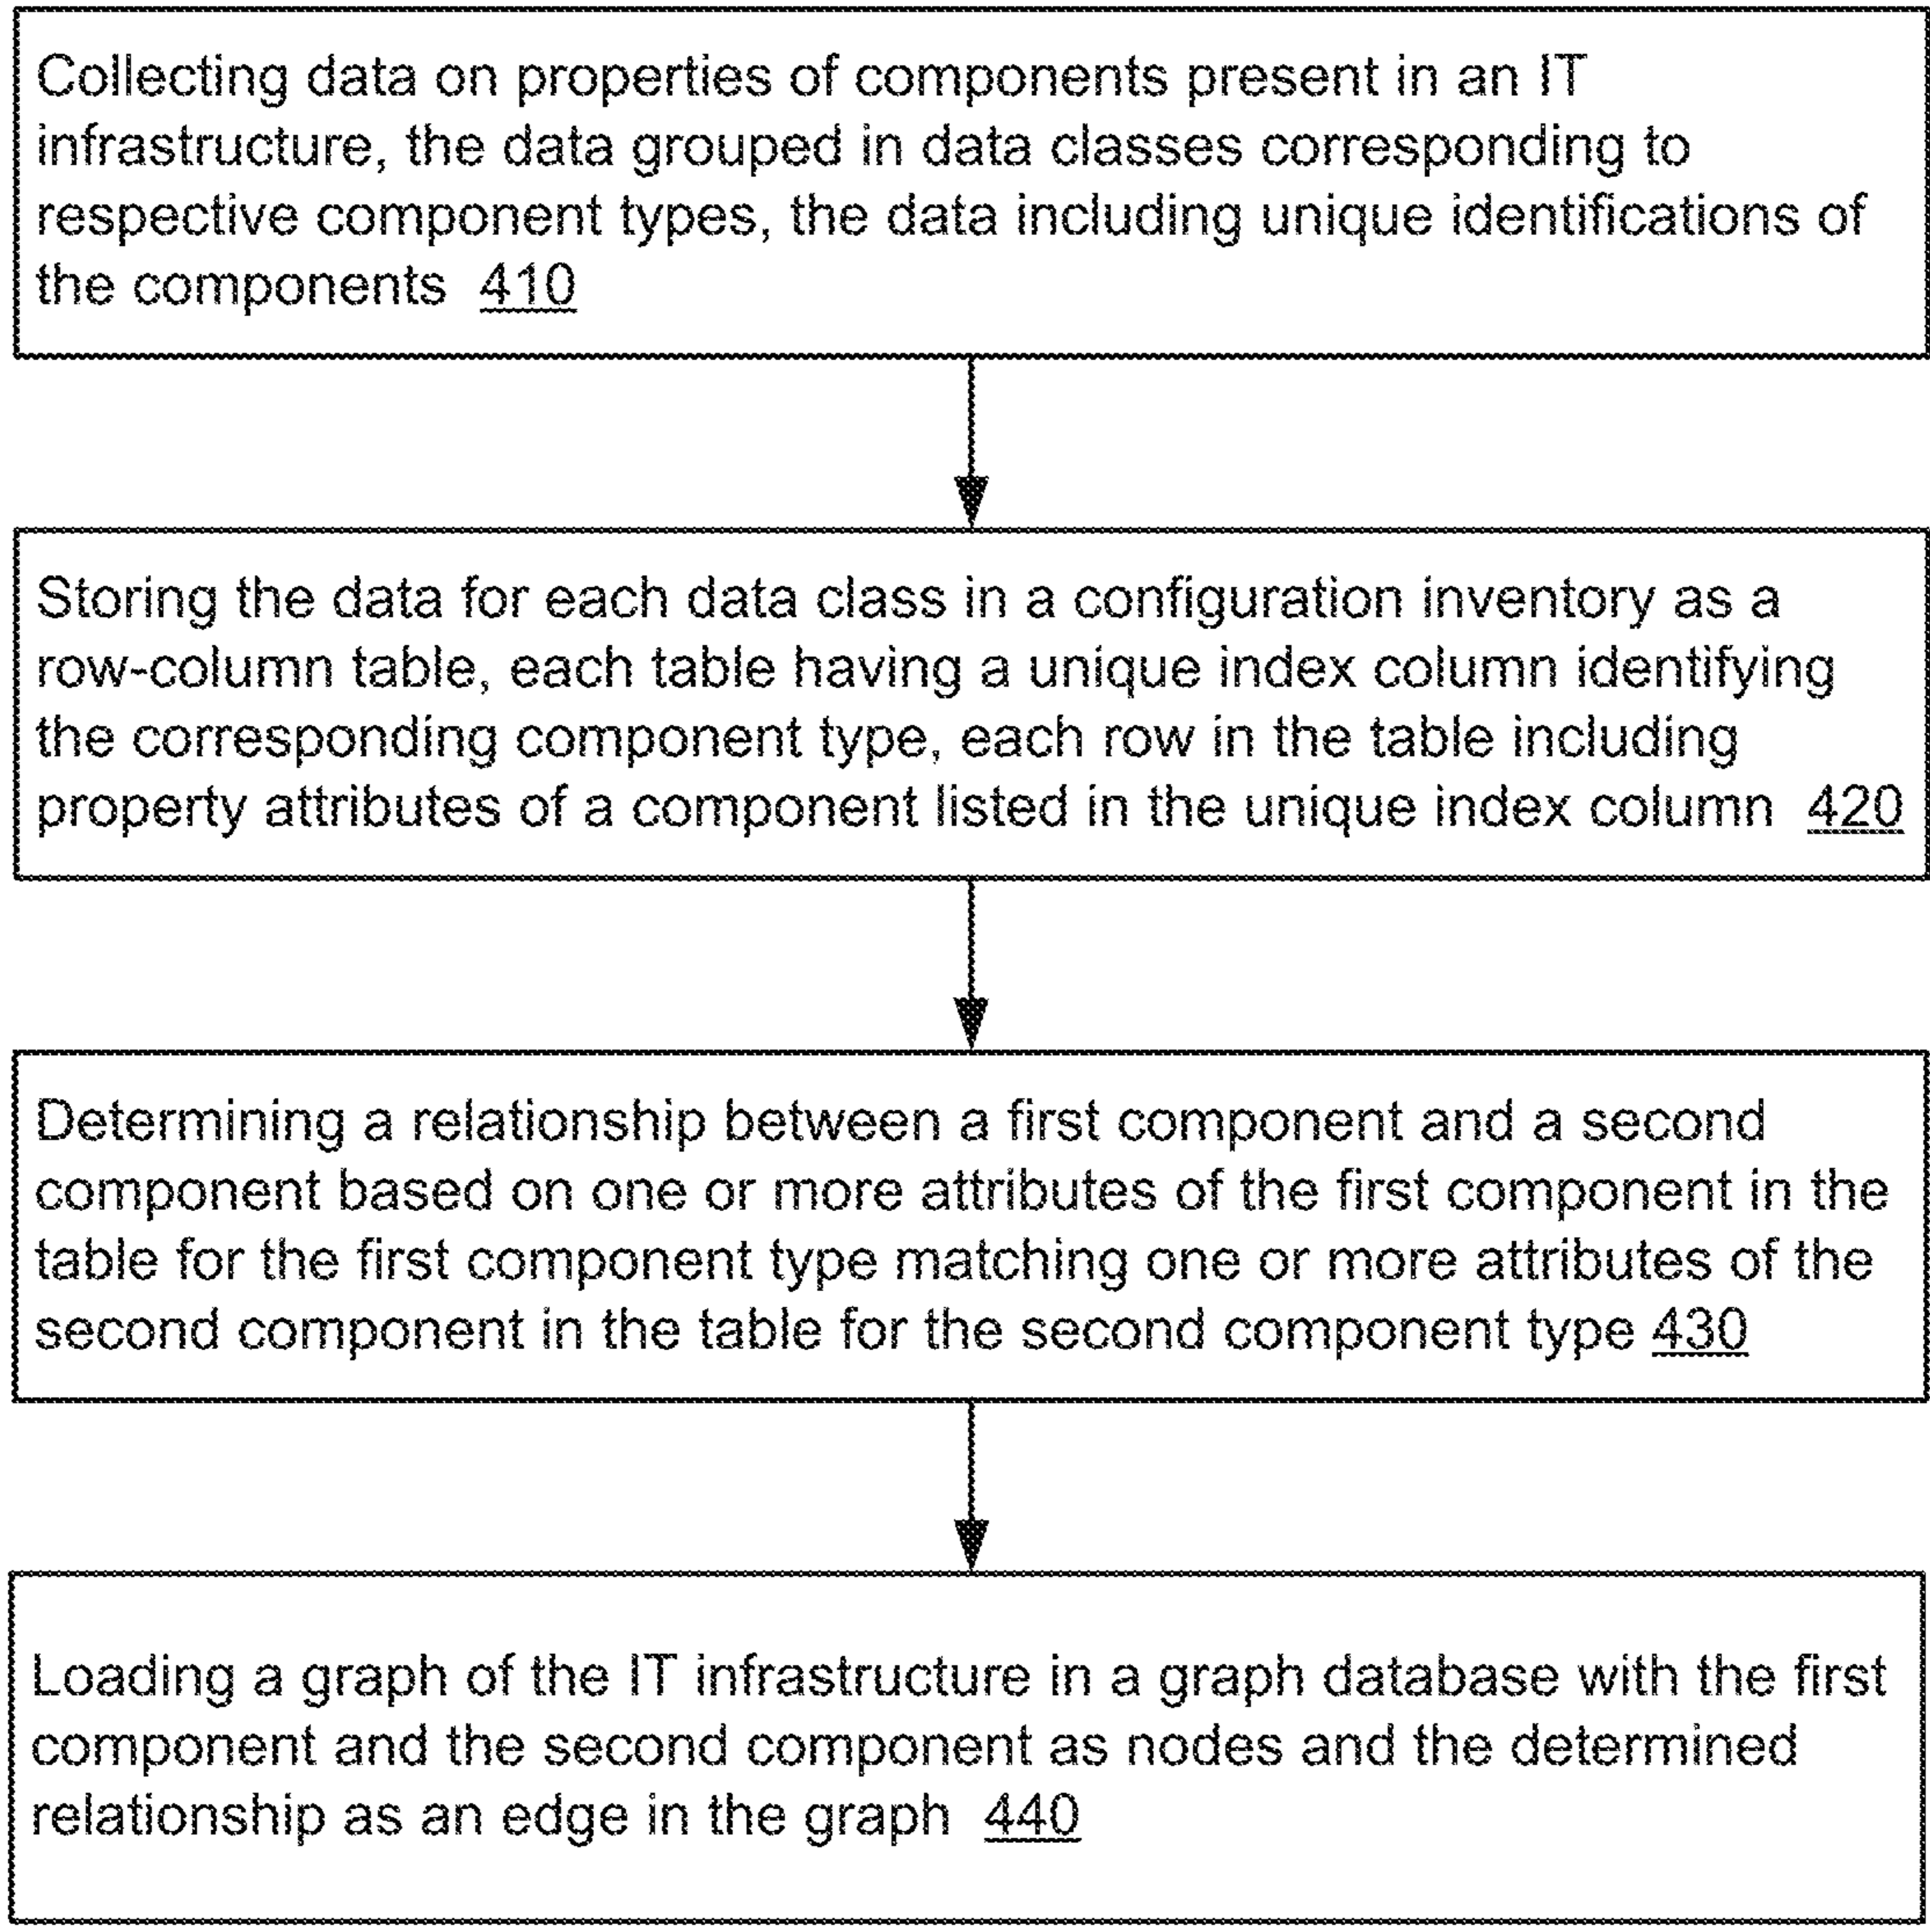 Collecting data on properties of components present in an IT
infrastructure, the data grouped in data classes corresponding to
respective component types, the data including unique identifications of
the components 410
Storing the data for each data class in a configuration inventory as a
row-column table, each table having a unique index column identifying
the corresponding component type, each row in the table including
property attributes of a component listed in the unique index column 420
Determining a relationship between a first component and a second
component based on one or more attributes of the first component in the
table for the first component type matching one or more attributes of the
second component in the table for the second component type 430
Loading a graph of the IT infrastructure in a graph database with the first
component and the second component as nodes and the determined
relationship as an edge in the graph 440